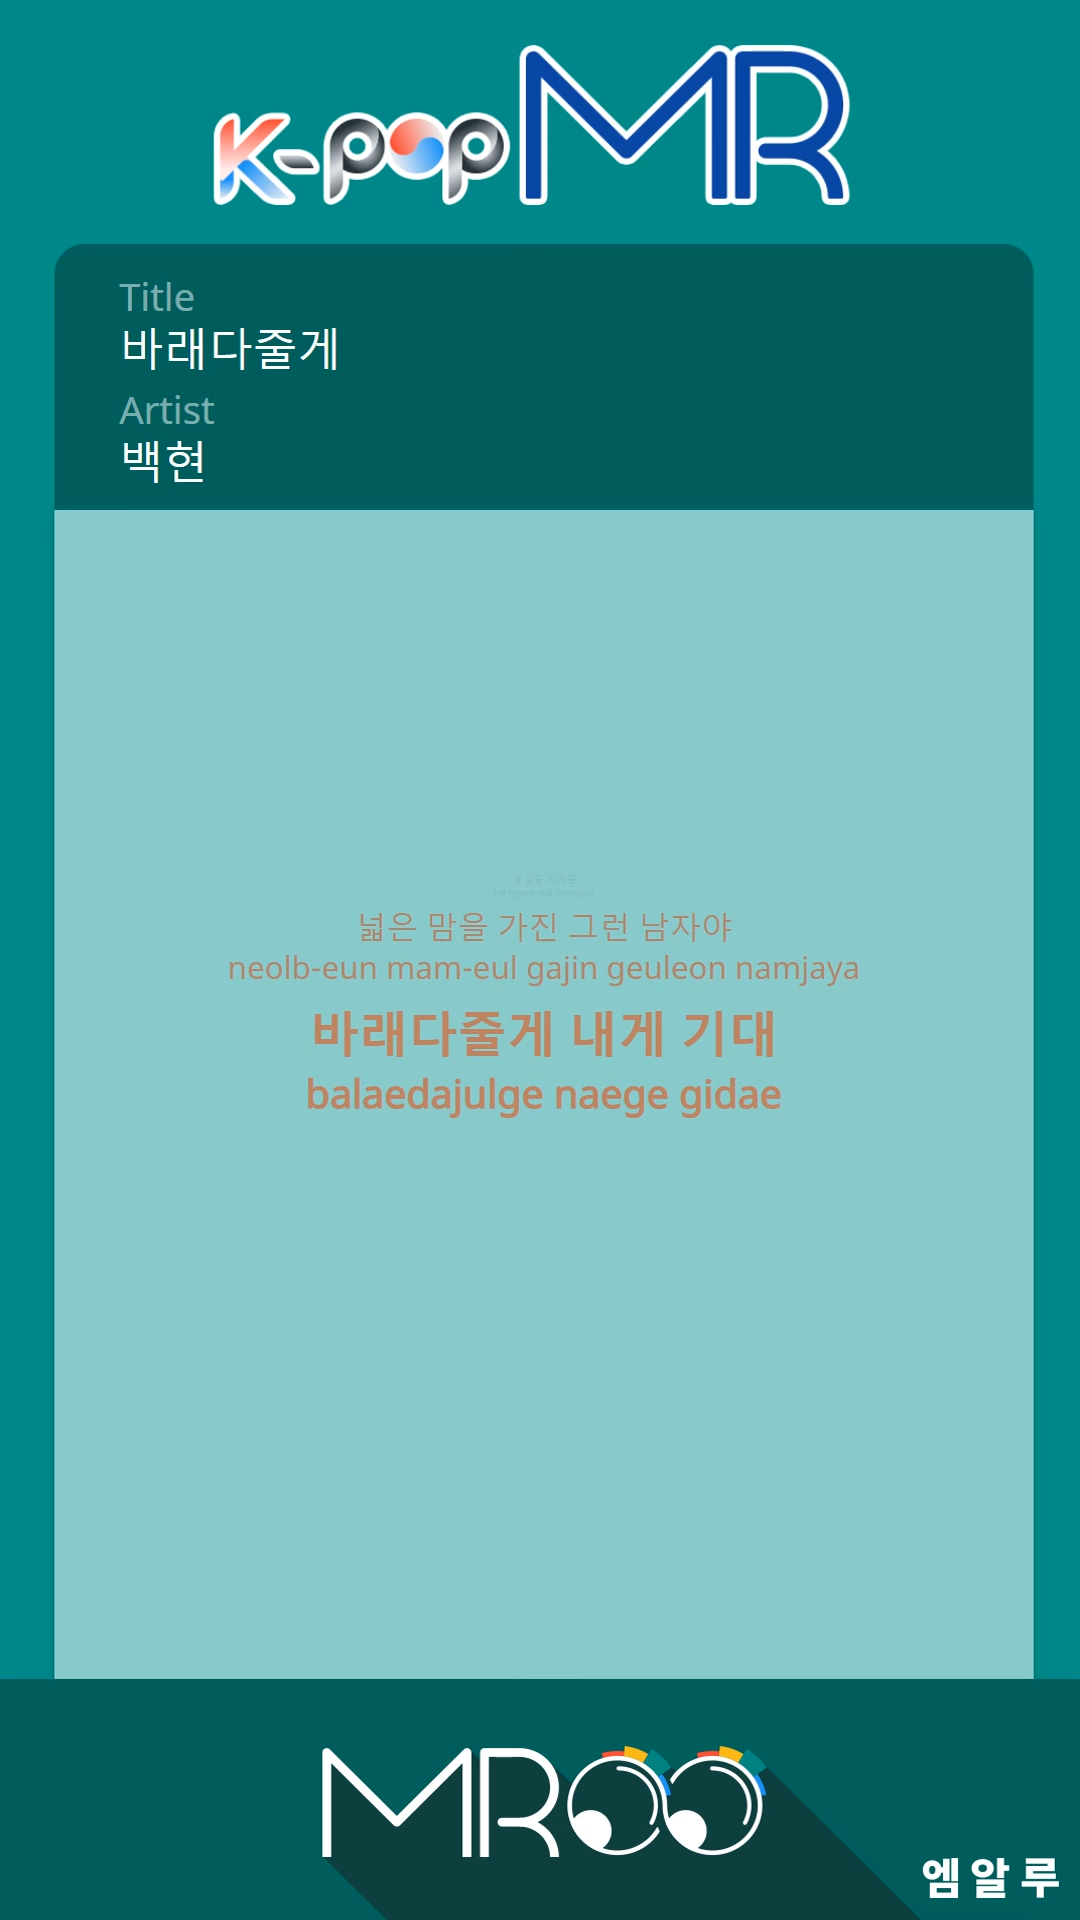 K-pop MR
Title
바래다줄게
Artist
백현
넓은 맘을 가진 그런 남자야
neolb-eun mam-eul gajin geuleon namjaya
바래다줄게 내게 기대
balaedajulge naege gidae
MROO
엠알루